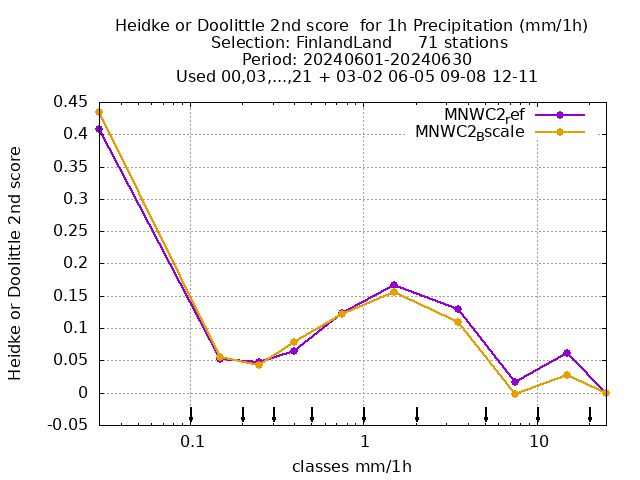 Heidke or Doolittle 2nd score  for 1h Precipitation (mm/1h)
Selection: FinlandLand     71 stations
Period: 20240601-20240630
Used 00,03,...,21 + 03-02 06-05 09-08 12-11
MNWC2ref
MNWC2Bscale
Heidke or Doolittle 2nd score
0.45
0.4
0.35
0.3
0.25
0.2
0.15
0.1
0.05
0
-0.05
0.1 1 10
classes mm/1h